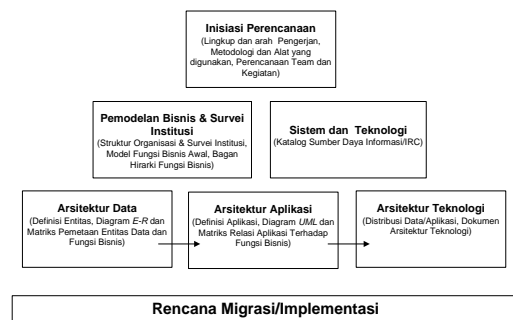 Inisiasi Perencanaan
(Lingkup dan arah Pengerjan,
Metodologi dan Alat yang
digunakan, Perencanaan Team dan
Kegiatan)
Pemodelan Bisnis & Survei
Institusi
(Struktur Organisasi & Survei Institusi,
Model Fungsi Bisnis Awal, Bagan
Hirarki Fungsi Bisnis)
Sistem dan Teknologi
(Katalog Sumber Daya Informasi/IRC)
Arsitektur Data
(Definisi Entitas, Diagram E-R dan
Matriks Pemetaan Entitas Data dan
Fungsi Bisnis)
Arsitektur Aplikasi
(Definisi Aplikasi, Diagram UML dan
Matriks Relasi Aplikasi Terhadap
Fungsi Bisnis)
Arsitektur Teknologi
(Distribusi Data/Aplikasi, Dokumen
Arsitektur Teknologi)
Rencana Migrasi/Implementasi